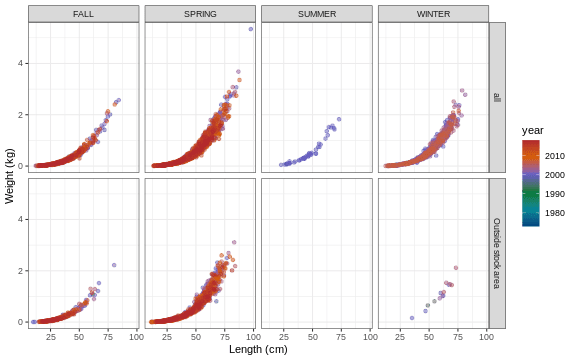 FALL SPRING SUMMER WINTER
4
2
0
all
4
2
0
Outside stock area
25 50 75 100 25 50 75 100 25 50 75 100 25 50 75 100
Length (cm)
Weight (kg)
year
2010
2000
1990
1980